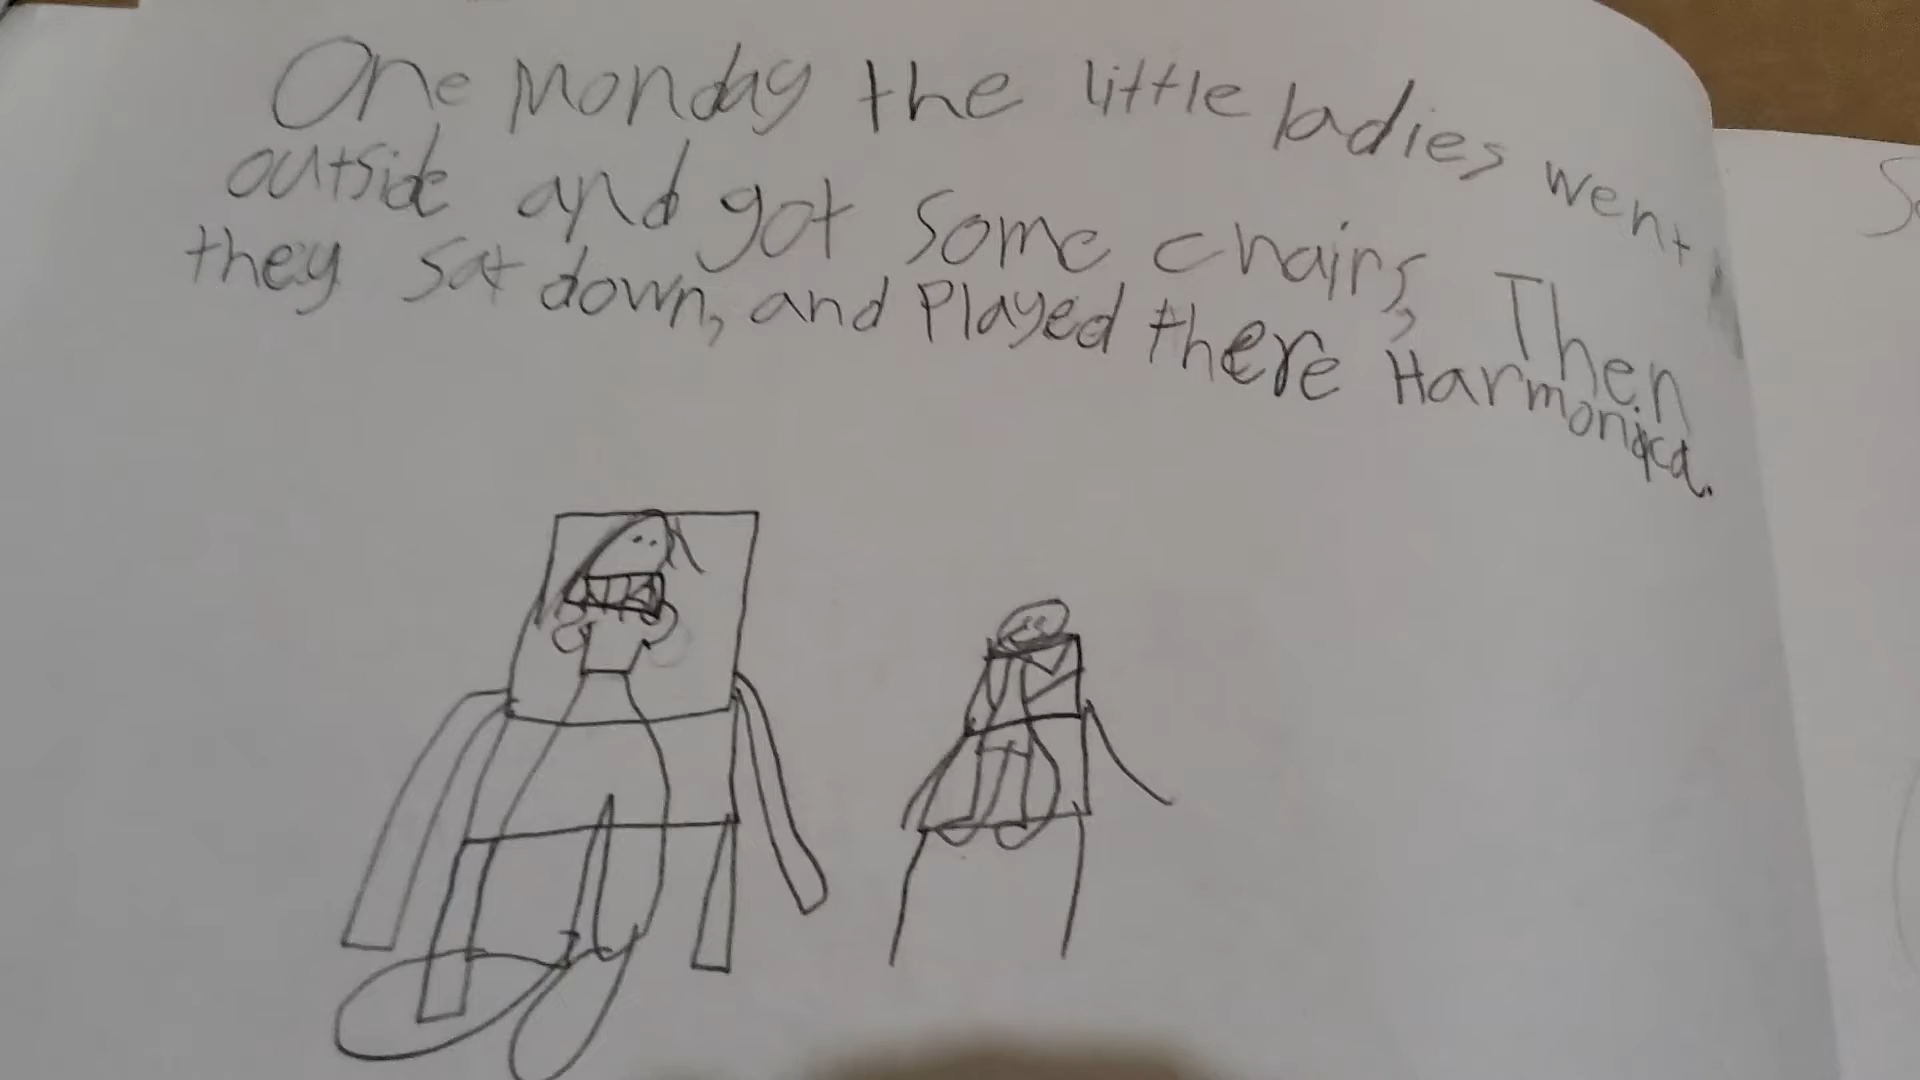 One Monday the little ladies went
outside and got some chairs, Then
they sat down, and Played there Harmonica.